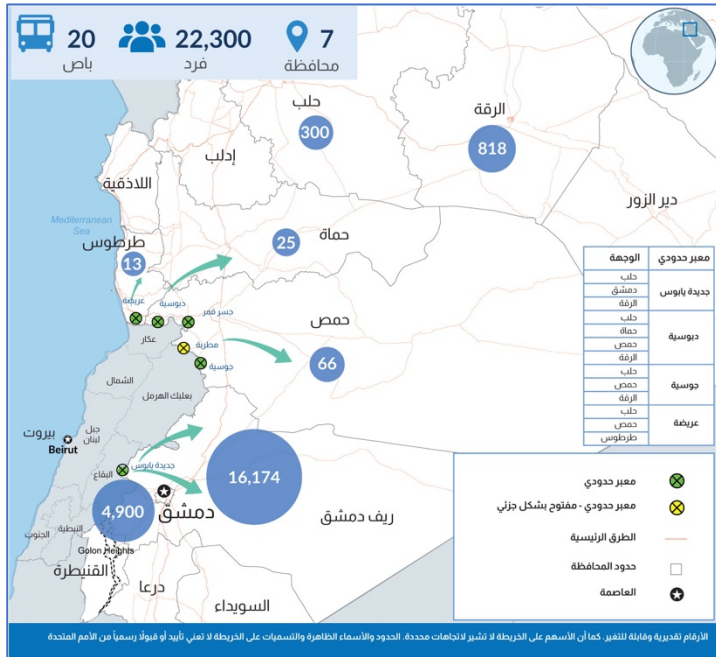 20
باص
22,300
فرد
7
محافظة
حلب
300
الرقة
818
إدلب
اللاذقية
دير الزور
Mediterranean
Sea
طرطوس
13
حماة
25
عريضة
دبوسية
جسر قمر
حمص
عكار
مطربة
66
جوسية
الشمال
بعلبك الهرمل
جبل
لبنان
بيروت
Beirut
جديدة يابوس
البقاع
16,174
4,900
دمشق
ريف دمشق
النبطية
الجنوب
Golon Heights
القنيطرة
درعا
السويداء
معبر حدودي الوجهة
جديدة يابوس
حلب
دمشق
الرقة
دبوسية
حلب
حماة
حمص
الرقة
جوسية
حلب
حمص
الرقة
عريضة
حلب
حمص
طرطوس
معبر حدودي
معبر حدودي - مفتوح بشكل جزئي
الطرق الرئيسية
حدود المحافظة
العاصمة
الأرقام تقديرية وقابلة للتغير. كما أن الأسهم على الخريطة لا تشير لاتجاهات محددة. الحدود والأسماء الظاهرة والتسميات على الخريطة لا تعني تأييد أو قبولًا رسمياً من الأمم المتحدة